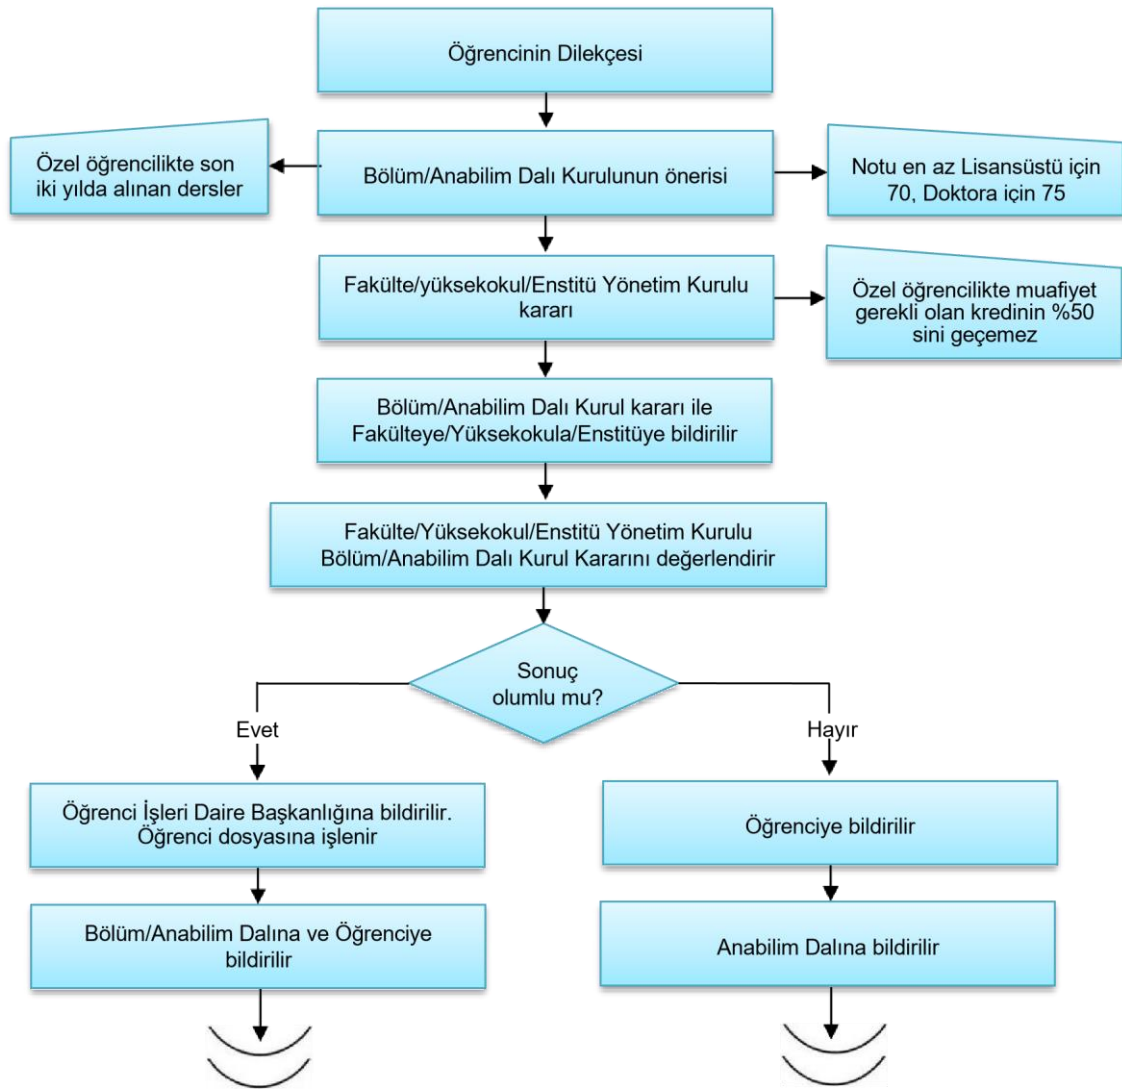 Öğrencinin Dilekçesi
Özel öğrencilikte son
iki yılda alınan dersler
Bölüm/Anabilim Dalı Kurulunun önerisi
Notu en az Lisansüstü için
70, Doktora için 75
Fakülte/yüksekokul/Enstitü Yönetim Kurulu
kararı
Özel öğrencilikte muafiyet
gerekli olan kredinin %50
sini geçemez
Bölüm/Anabilim Dalı Kurul kararı ile
Fakülteye/Yüksekokula/Enstitüye bildirilir
Fakülte/Yüksekokul/Enstitü Yönetim Kurulu
Bölüm/Anabilim Dalı Kurul Kararını değerlendirir
Sonuç
olumlu mu?
Evet
Hayır
Öğrenci İşleri Daire Başkanlığına bildirilir.
Öğrenci dosyasına işlenir
Öğrenciye bildirilir
Bölüm/Anabilim Dalına ve Öğrenciye
bildirilir
Anabilim Dalına bildirilir